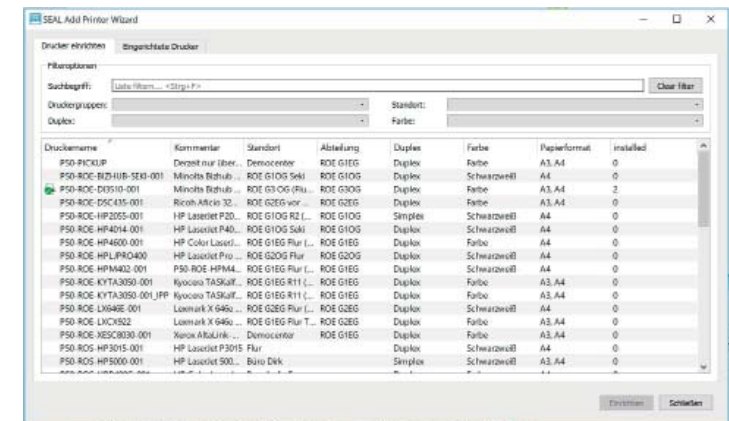 SEAL Add Printer Wizard
Drucker einrichten Eingerichtete Drucker
Filteroptionen
Suchbegriff: Liste filtern.... <Strg+F> Clear filter
Druckergruppen: Standort:
Duplex: Farbe:
Druckername Kommentar Standort Abteilung Duplex Farbe Papierformat installed
P50-PICKUP Derzeit nur über... Democenter ROE G1EG Duplex Farbe A3, A4 0
P50-ROE-BIZHUB-SEKI-001 Minolta Bizhub ... ROE G1OG Seki ROE G1OG Duplex Schwarzweiß A4 0
P50-ROE-DI3510-001 Minolta Bizhub ... ROE G3 OG (Flu... ROE G3OG Duplex Farbe A3, A4 2
P50-ROE-DSC435-001 Ricoh Aficio 32... ROE G2EG vor ... ROE G2EG Duplex Farbe A3, A4 0
P50-ROE-HP2055-001 HP LaserJet P20... ROE G1OG R2 (... ROE G1OG Simplex Schwarzweiß A4 0
P50-ROE-HP4014-001 HP LaserJet P40... ROE G1OG Seki ROE G1OG Duplex Schwarzweiß A4 0
P50-ROE-HP4600-001 HP Color LaserJ... ROE G1EG Flur (... ROE G1EG Duplex Farbe A4 0
P50-ROE-HPLJPRO400 HP LaserJet Pro ... ROE G2OG Flur ROE G2OG Duplex Schwarzweiß A4 0
P50-ROE-HPM402-001 P50-ROE-HPM4... ROE G1EG Flur (... ROE G1EG Duplex Schwarzweiß A4 0
P50-ROE-KYTA3050-001 Kyocera TASKalf... ROE G1EG R11 (... ROE G1EG Duplex Farbe A3, A4 0
P50-ROE-KYTA3050-001_IPP Kyocera TASKalf... ROE G1EG R11 (... ROE G1EG Duplex Farbe A3, A4 0
P50-ROE-LX646E-001 Lexmark X 646e ... ROE G2EG Flur (... ROE G2EG Duplex Schwarzweiß A4 0
P50-ROE-LXCX922 Lexmark X 646e ... ROE G1EG Flur T... ROE G2EG Duplex Farbe A3, A4 0
P50-ROE-XESC8030-001 Xerox AltaLink ... Democenter ROE G1EG Duplex Farbe A3, A4 0
P50-ROS-HP3015-001 HP LaserJet P3015 Flur Duplex Schwarzweiß A4 0
P50-ROS-HP5000-001 HP LaserJet 500... Büro Dirk Simplex Schwarzweiß A3, A4 0
Einrichten Schließen